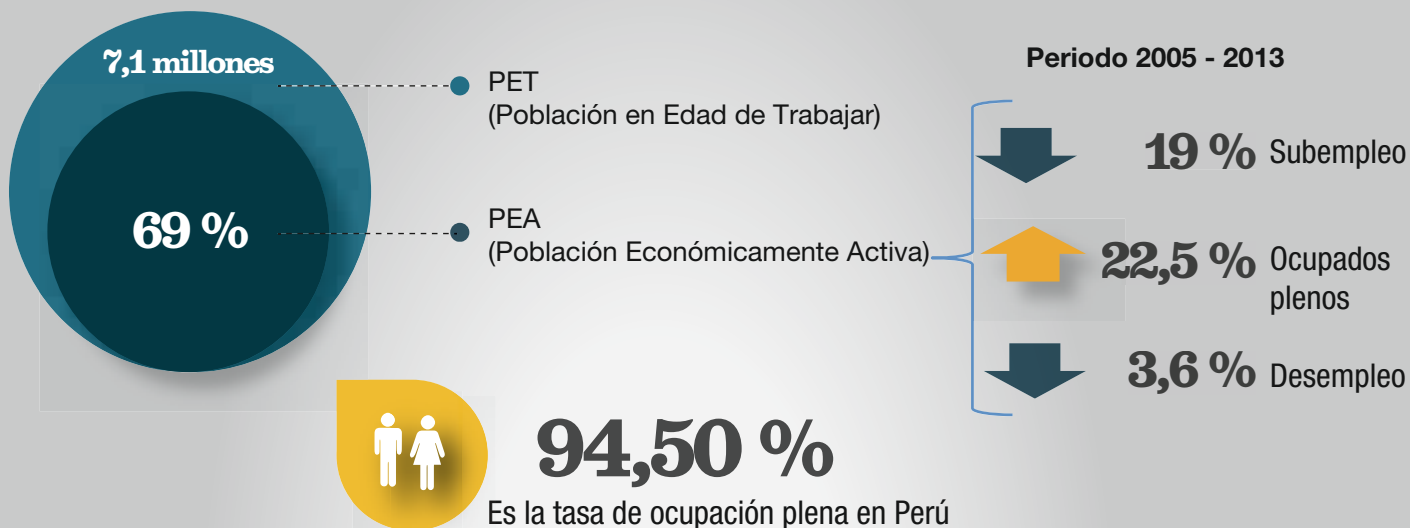 7,1 millones
69 %
PET
(Población en Edad de Trabajar)
PEA
(Población Económicamente Activa)
Periodo 2005 - 2013
19 % Subempleo
22,5 % Ocupados
plenos
3,6 % Desempleo
94,50 %
Es la tasa de ocupación plena en Perú